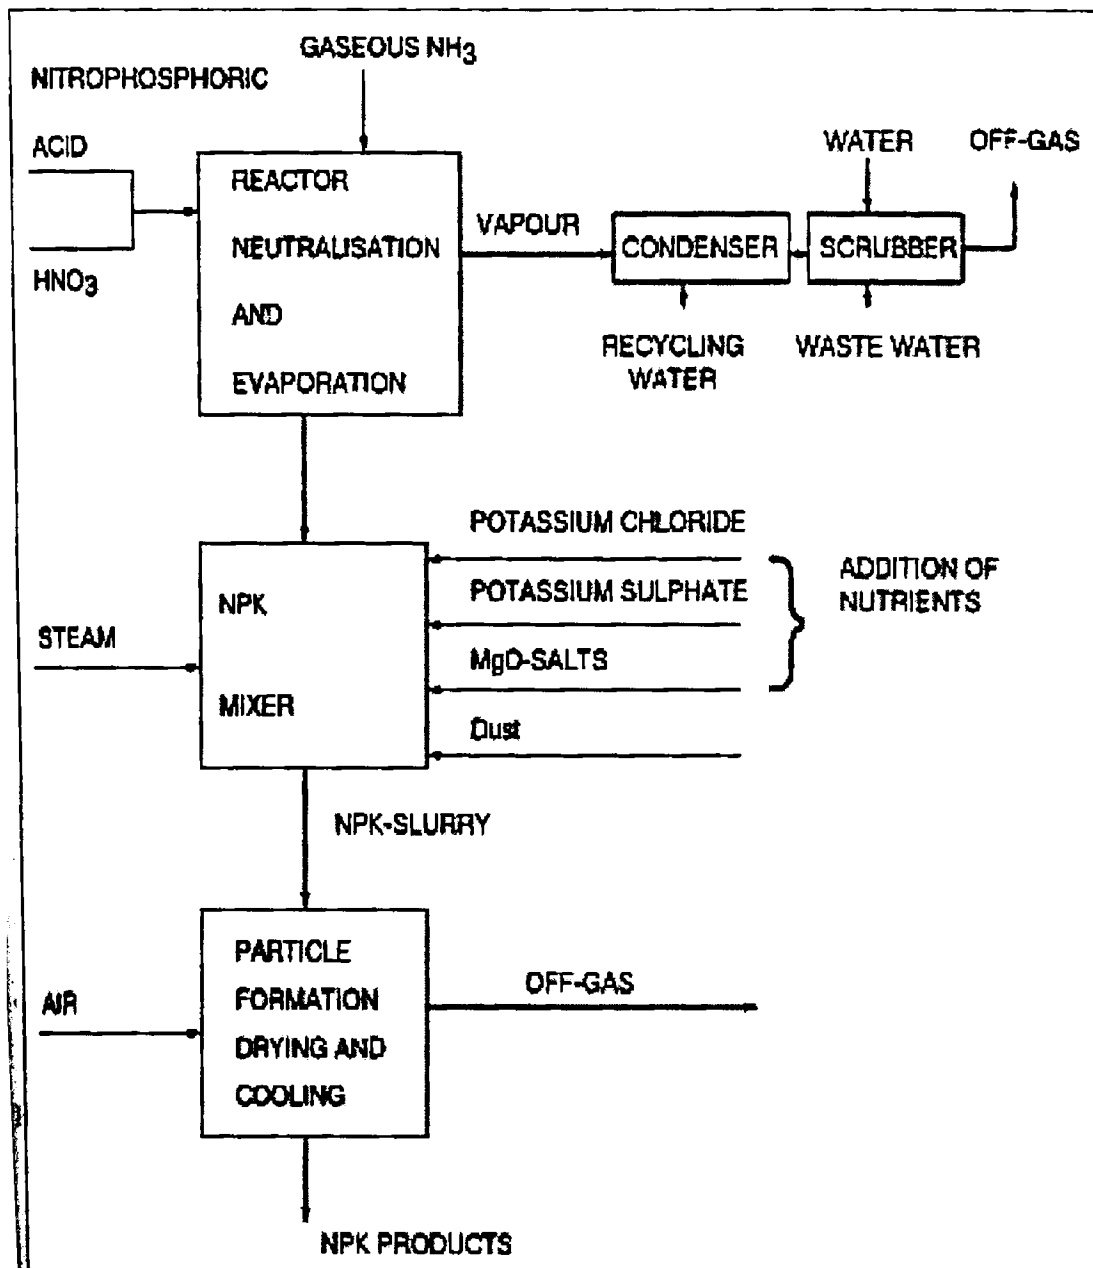 GASEOUS NH3
NITROPHOSPHORIC
ACID
HNO3
REACTOR
NEUTRALISATION
AND
EVAPORATION
VAPOUR
CONDENSER
SCRUBBER
WATER
OFF-GAS
RECYCLING
WATER
WASTE WATER
POTASSIUM CHLORIDE
POTASSIUM SULPHATE
MgO-SALTS
Dust
ADDITION OF
NUTRIENTS
STEAM
NPK
MIXER
NPK-SLURRY
AIR
PARTICLE
FORMATION
DRYING AND
COOLING
OFF-GAS
NPK PRODUCTS